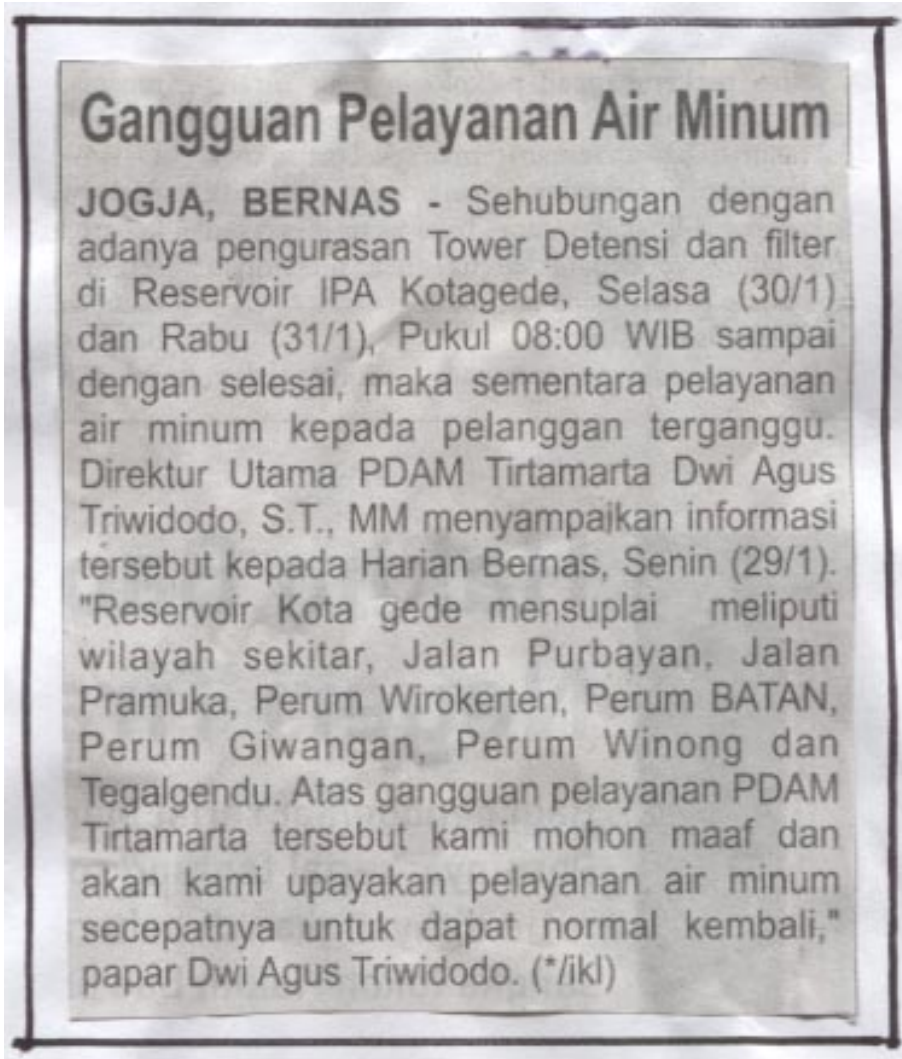 Gangguan Pelayanan Air Minum
JOGJA, BERNAS - Sehubungan dengan
adanya pengurasan Tower Detensi dan filter
di Reservoir IPA Kotagede, Selasa (30/1)
dan Rabu (31/1), Pukul 08:00 WIB sampai
dengan selesai, maka sementara pelayanan
air minum kepada pelanggan terganggu.
Direktur Utama PDAM Tirtamarta Dwi Agus
Triwidodo, S.T., MM menyampaikan informasi
tersebut kepada Harian Bernas, Senin (29/1).
"Reservoir Kota gede mensuplai meliputi
wilayah sekitar, Jalan Purbayan, Jalan
Pramuka, Perum Wirokerten, Perum BATAN,
Perum Giwangan, Perum Winong dan
Tegalgendu. Atas gangguan pelayanan PDAM
Tirtamarta tersebut kami mohon maaf dan
akan kami upayakan pelayanan air minum
secepatnya untuk dapat normal kembali,"
papar Dwi Agus Triwidodo. (*/ikl)